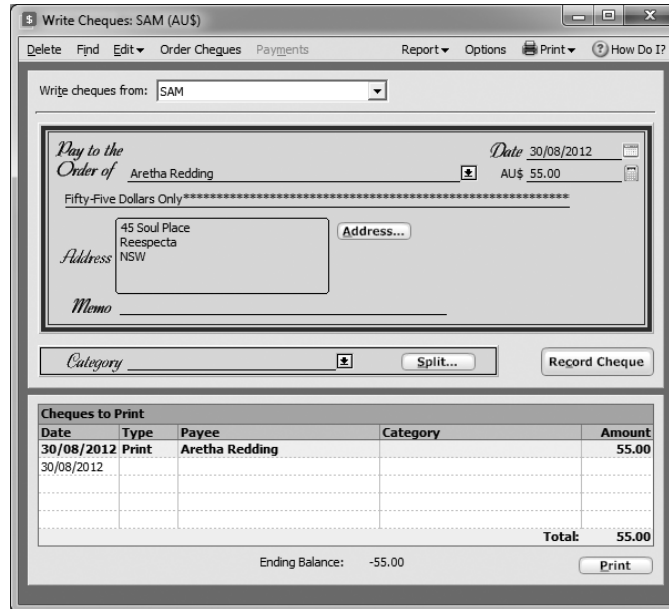 $ Write Cheques: SAM (AU$)
Delete Find Edit Order Cheques Payments Report Options Print ? How Do I?
Write cheques from: SAM
Pay to the
Order of Aretha Redding
Date 30/08/2012
AU$ 55.00
Fifty-Five Dollars Only****************************************************************
Address
45 Soul Place
Reespecta
NSW
Address...
Memo
Category Split... Record Cheque
Cheques to Print
Date Type Payee Category Amount
30/08/2012 Print Aretha Redding 55.00
30/08/2012
Total: 55.00
Ending Balance: -55.00
Print